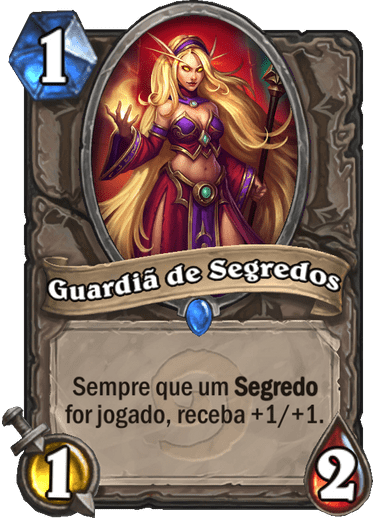 1
Guardiã de Segredos
Sempre que um Segredo
for jogado, receba +1/+1.
1
2